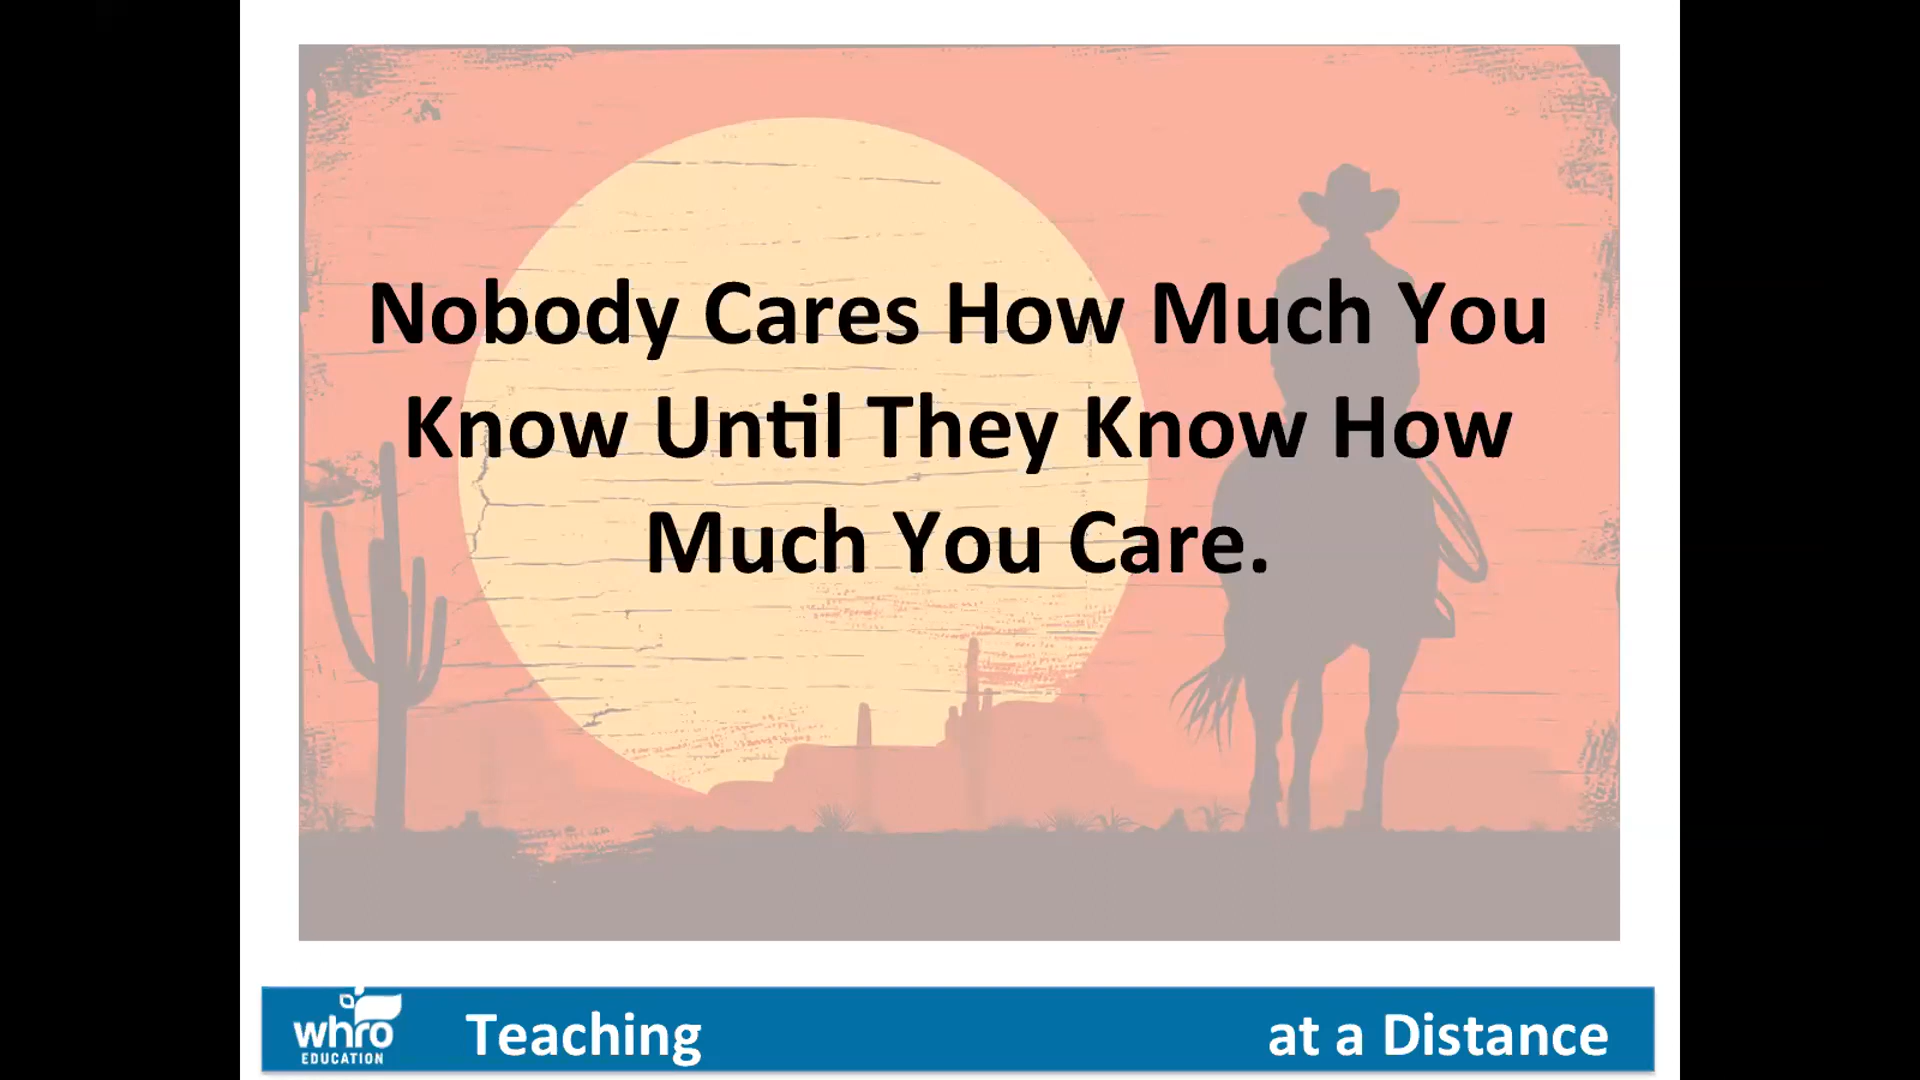 Nobody Cares How Much You
Know Until They Know How
Much You Care.
whro
EDUCATION
Teaching at a Distance